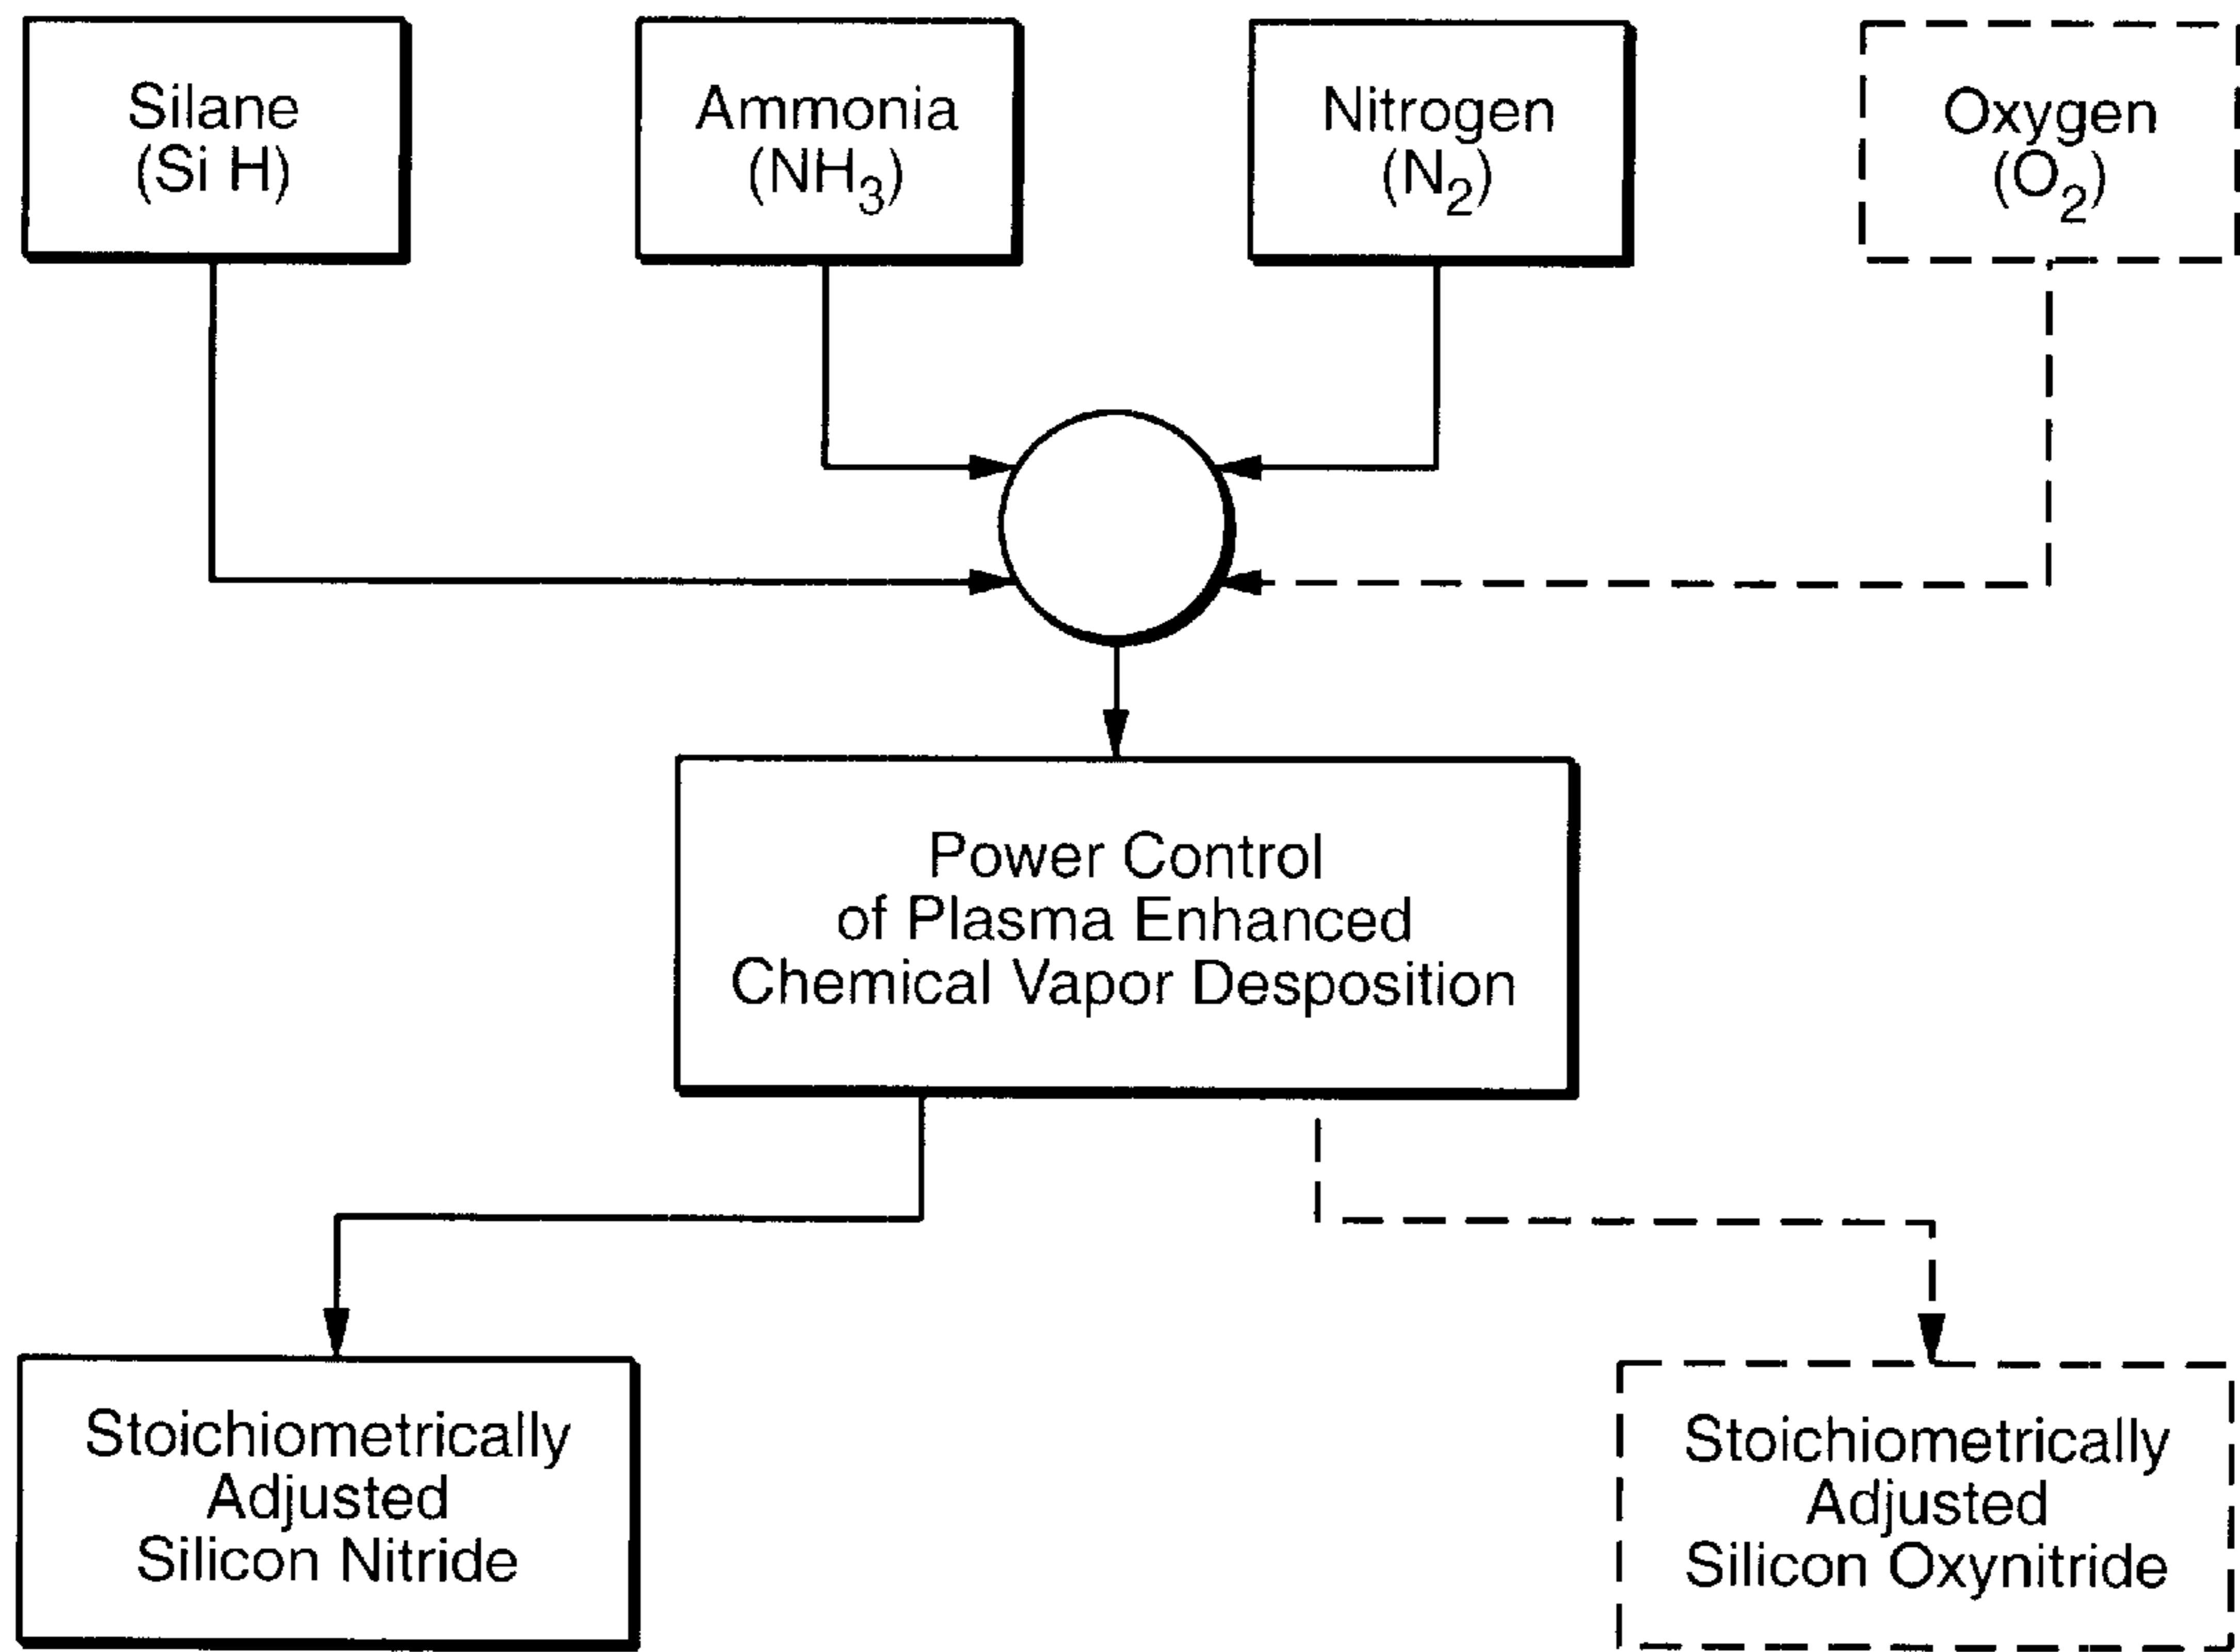 Silane
(Si H)
Ammonia
(NH₃)
Nitrogen
(N₂)
Oxygen
(O₂)
Power Control
of Plasma Enhanced
Chemical Vapor Desposition
Stoichiometrically
Adjusted
Silicon Nitride
Stoichiometrically
Adjusted
Silicon Oxynitride